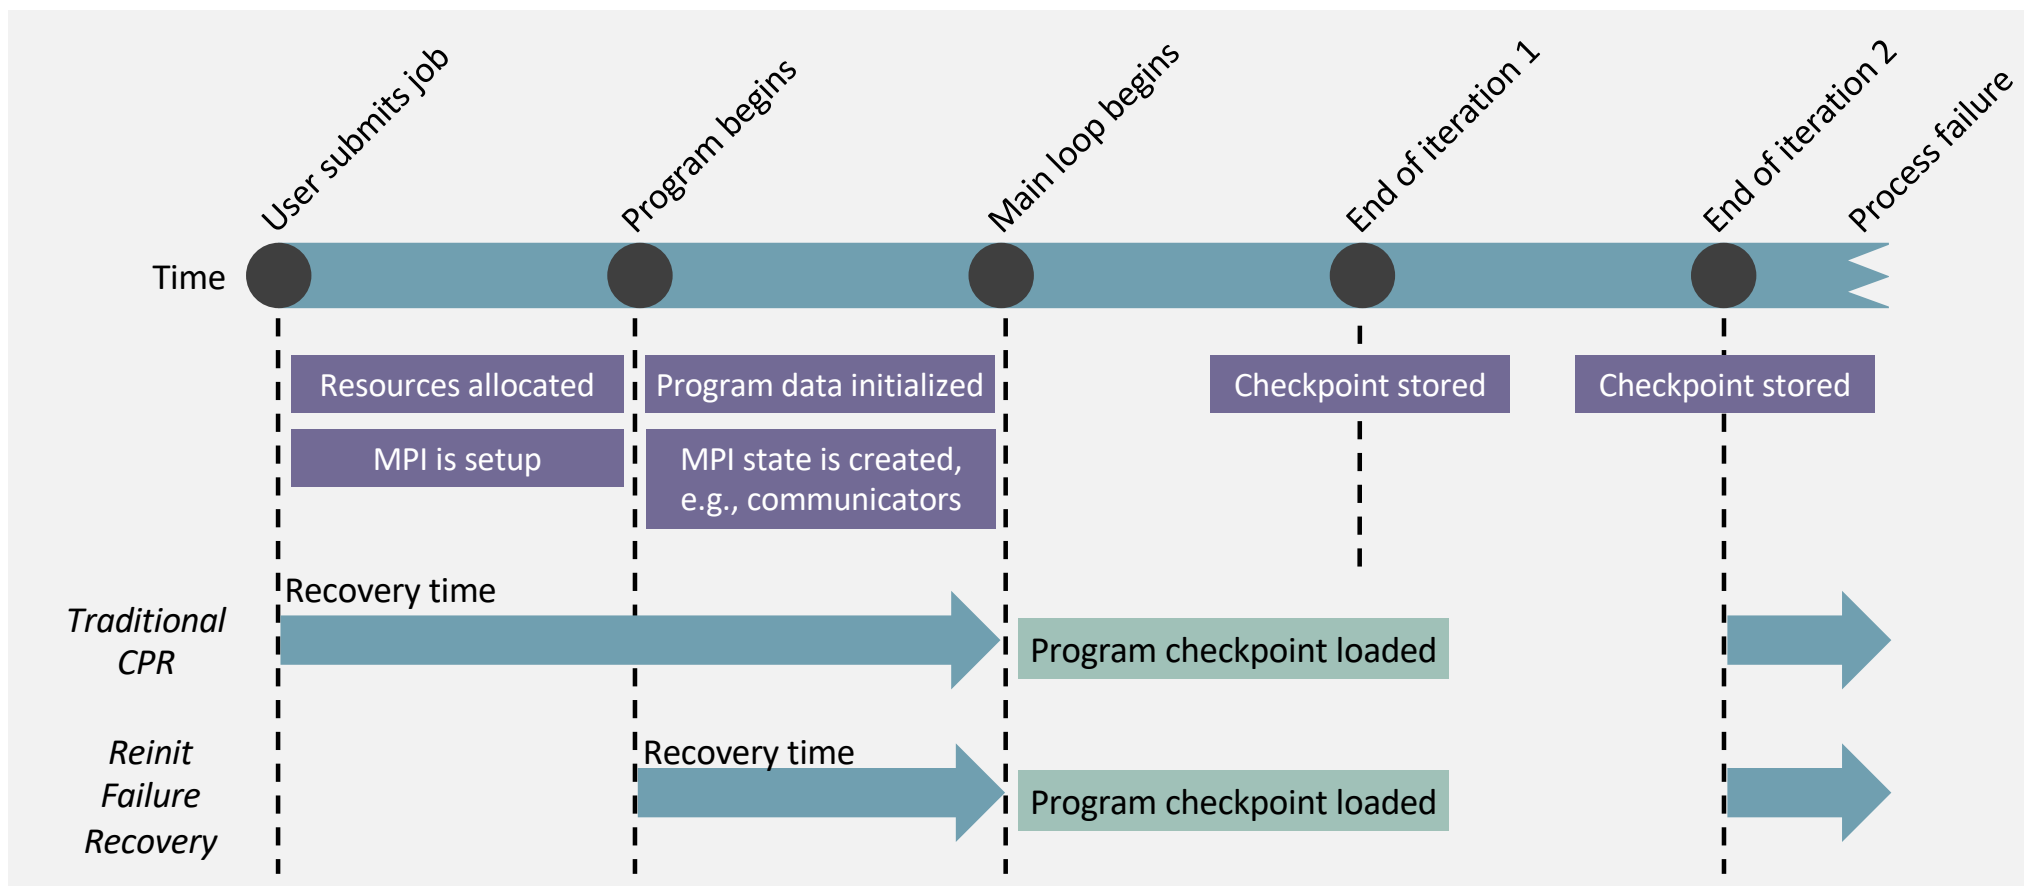 User submits job
Program begins
Main loop begins
End of iteration 1
End of iteration 2
Process failure
Time
Resources allocated
Program data initialized
Checkpoint stored
Checkpoint stored
MPI is setup
MPI state is created,
e.g., communicators
Recovery time
Traditional
CPR
Program checkpoint loaded
Recovery time
Reinit
Failure
Recovery
Program checkpoint loaded